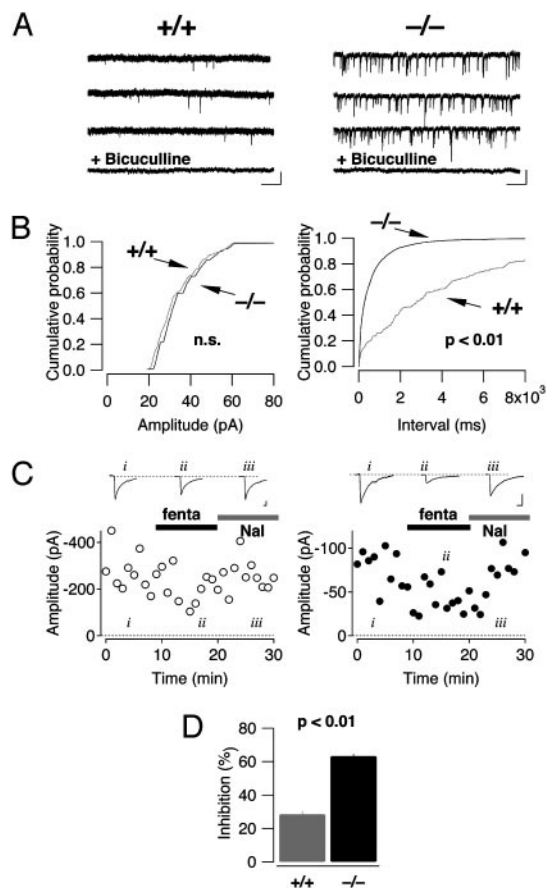 A
+/+
–/–
+ Bicuculline
+ Bicuculline
B
Cumulative probability
1.0
0.8
0.6
0.4
0.2
0.0
+/+
–/–
n.s.
0 20 40 60 80
Amplitude (pA)
Cumulative probability
1.0
0.8
0.6
0.4
0.2
0.0
–/–
+/+
p < 0.01
0 2 4 6 8x10³
Interval (ms)
C
i ii iii
fenta
Nal
Amplitude (pA)
-400
-200
0
i ii iii
0 10 20 30
Time (min)
i ii iii
fenta
Nal
Amplitude (pA)
-100
-50
0
ii
i iii
0 10 20 30
Time (min)
D
p < 0.01
Inhibition (%)
80
60
40
20
0
+/+ –/–